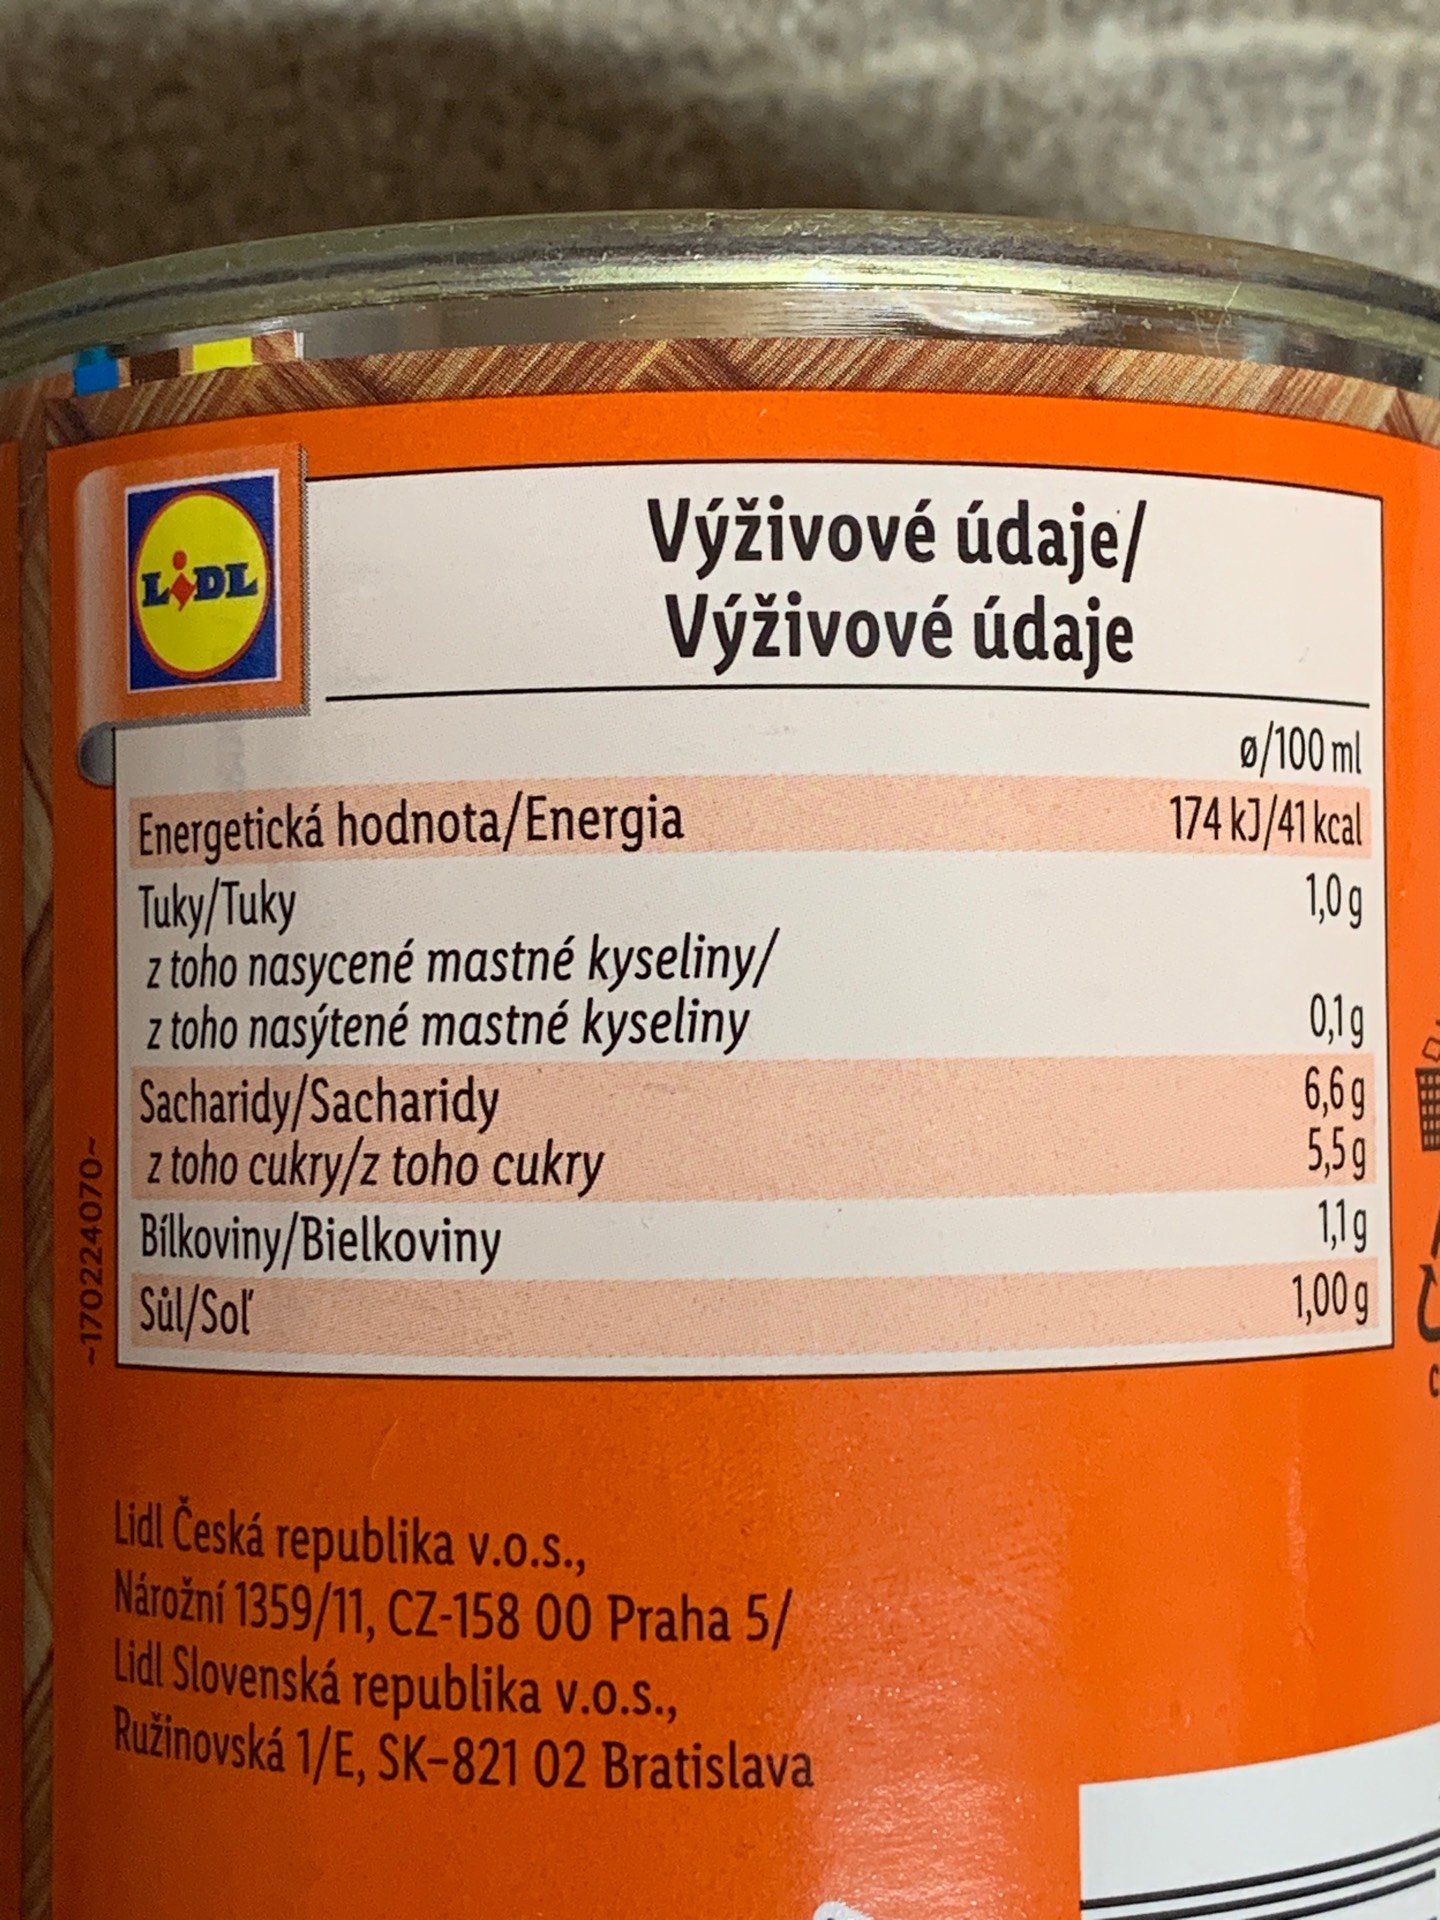 LIDL
Výživové údaje/
Výživové údaje
ø/100 ml
Energetická hodnota/Energia 174 kJ/41 kcal
Tuky/Tuky 1,0 g
z toho nasycené mastné kyseliny/
z toho nasýtené mastné kyseliny 0,1 g
Sacharidy/Sacharidy 6,6 g
z toho cukry/z toho cukry 5,5 g
Bílkoviny/Bielkoviny 1,1 g
Sůl/Soľ 1,00 g
~170224070~
Lidl Česká republika v.o.s.,
Nárožní 1359/11, CZ-158 00 Praha 5/
Lidl Slovenská republika v.o.s.,
Ružinovská 1/E, SK-821 02 Bratislava